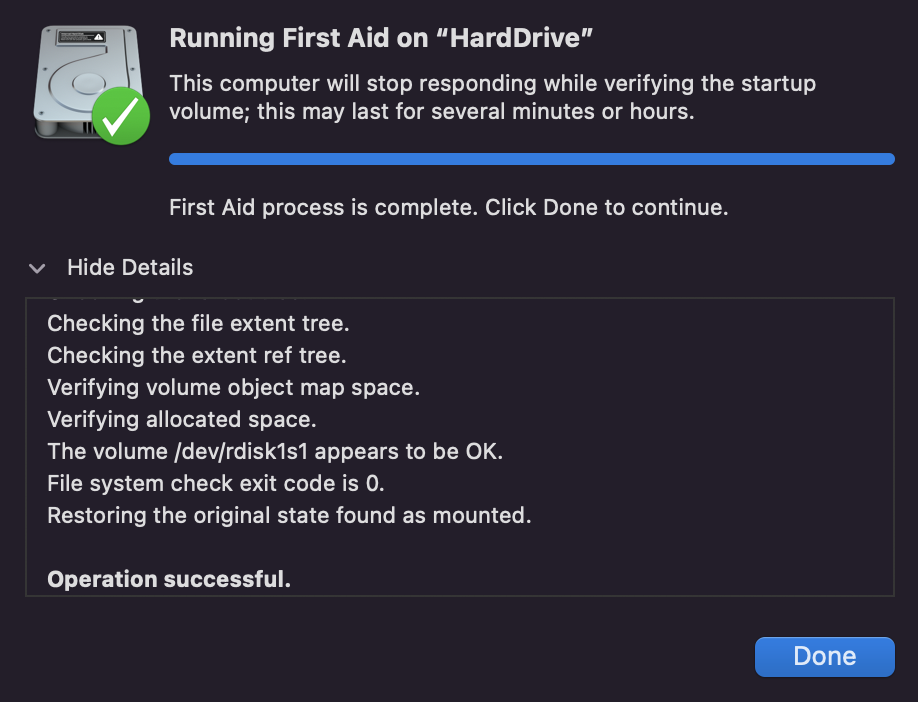 Running First Aid on “HardDrive”
This computer will stop responding while verifying the startup
volume; this may last for several minutes or hours.
First Aid process is complete. Click Done to continue.
Hide Details
Checking the file extent tree.
Checking the extent ref tree.
Verifying volume object map space.
Verifying allocated space.
The volume /dev/rdisk1s1 appears to be OK.
File system check exit code is 0.
Restoring the original state found as mounted.
Operation successful.
Done